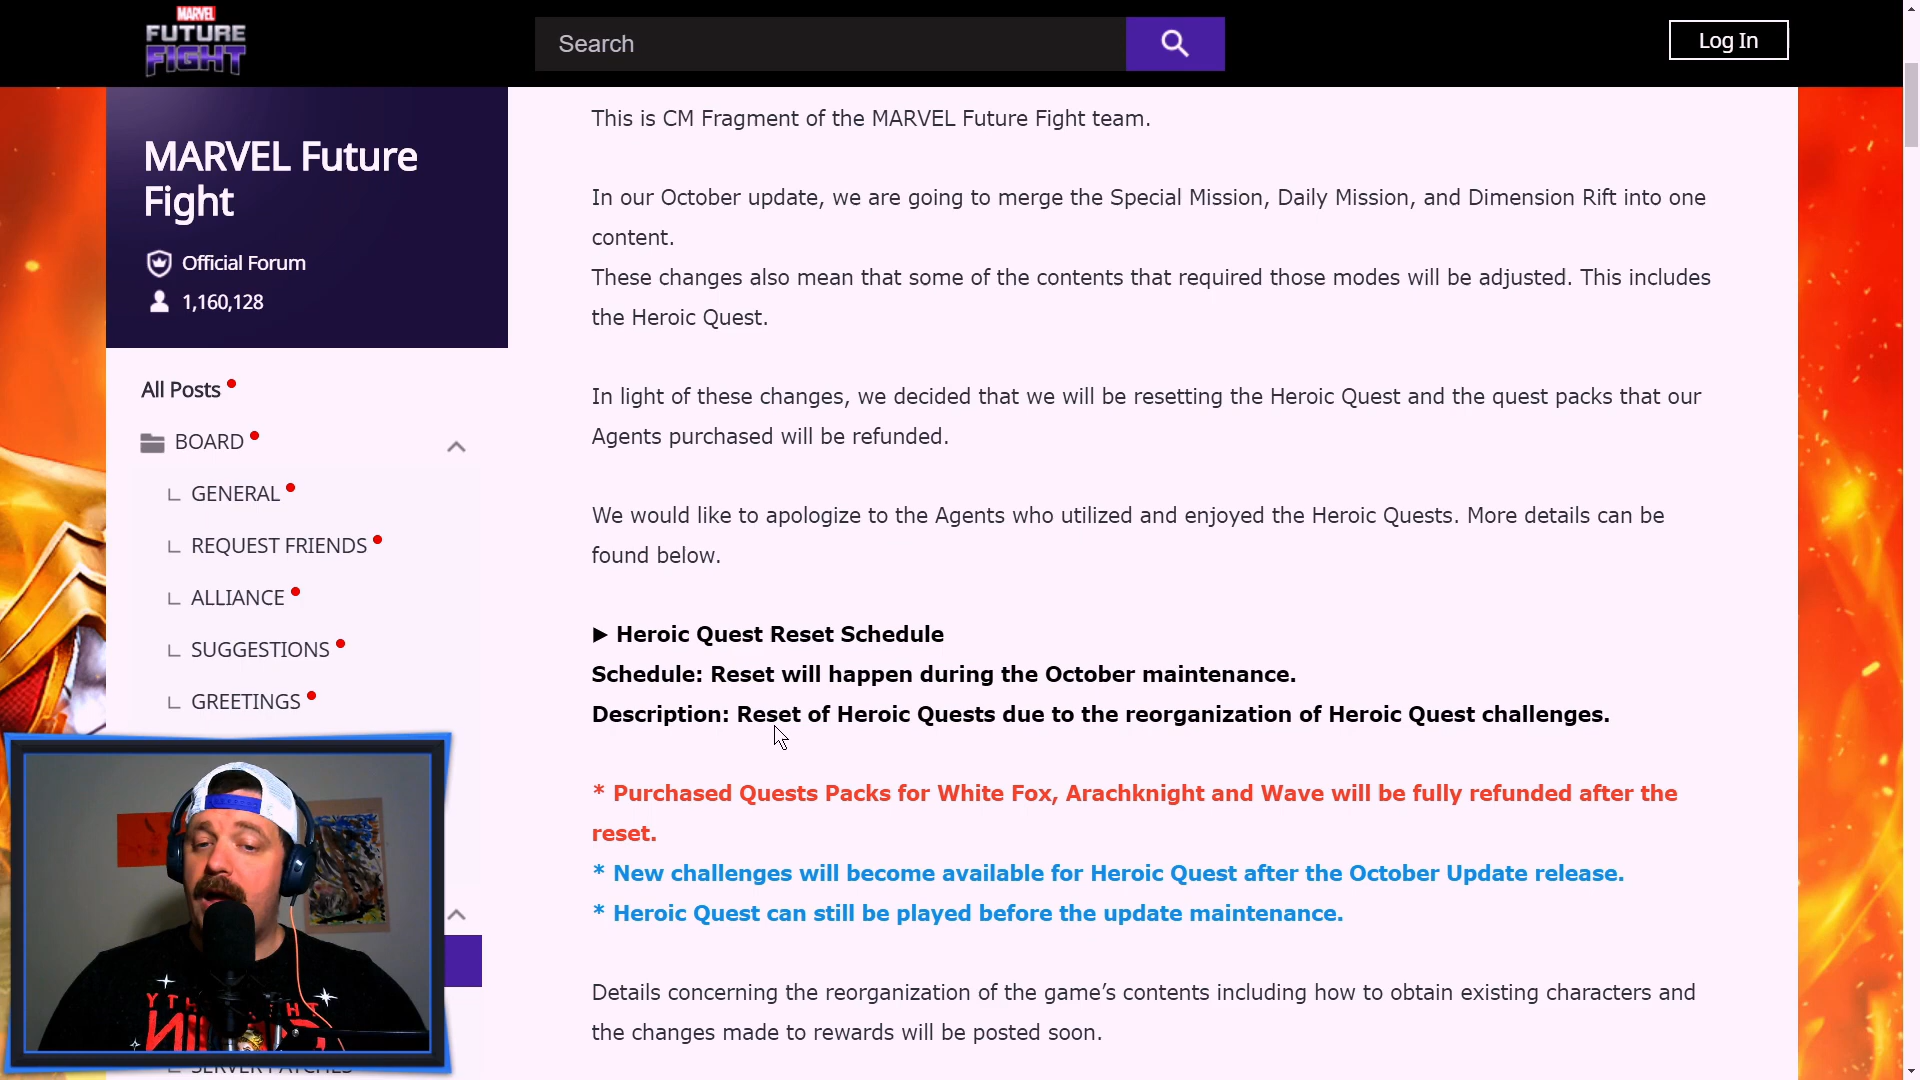 MARVEL
FUTURE
FIGHT
Search
Log In
MARVEL Future
Fight
Official Forum
1,160,128
All Posts
BOARD
GENERAL
REQUEST FRIENDS
ALLIANCE
SUGGESTIONS
GREETINGS
This is CM Fragment of the MARVEL Future Fight team.
In our October update, we are going to merge the Special Mission, Daily Mission, and Dimension Rift into one
content.
These changes also mean that some of the contents that required those modes will be adjusted. This includes
the Heroic Quest.
In light of these changes, we decided that we will be resetting the Heroic Quest and the quest packs that our
Agents purchased will be refunded.
We would like to apologize to the Agents who utilized and enjoyed the Heroic Quests. More details can be
found below.
▶ Heroic Quest Reset Schedule
Schedule: Reset will happen during the October maintenance.
Description: Reset of Heroic Quests due to the reorganization of Heroic Quest challenges.
* Purchased Quests Packs for White Fox, Arachknight and Wave will be fully refunded after the
reset.
* New challenges will become available for Heroic Quest after the October Update release.
* Heroic Quest can still be played before the update maintenance.
Details concerning the reorganization of the game’s contents including how to obtain existing characters and
the changes made to rewards will be posted soon.
SERVER PATCHES